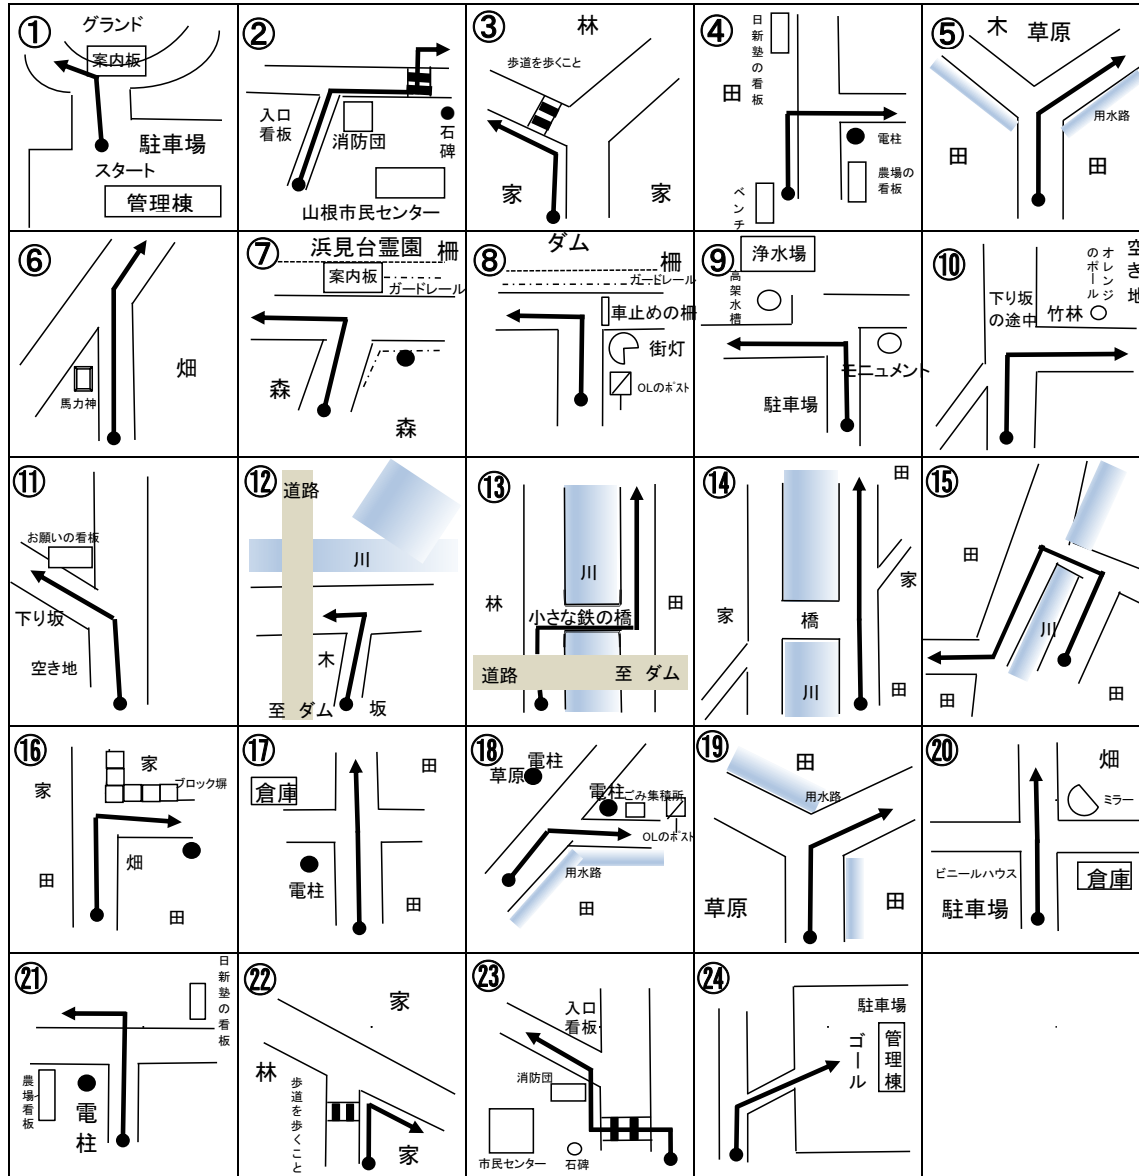 ①
グランド
案内板
駐車場
スタート
管理棟
②
入口
看板
消防団
石碑
山根市民センター
③
林
歩道を歩くこと
家
家
④
日新塾の看板
田
電柱
農場の
看板
ベンチ
⑤
木
草原
用水路
田
田
⑥
畑
馬力神
⑦
浜見台霊園
柵
案内板
ガードレール
森
森
⑧
ダム
柵
ガードレール
車止めの柵
街灯
OLのポスト
⑨
浄水場
高架水槽
モニュメント
駐車場
⑩
空き地
オレンジ
のポール
下り坂
の途中
竹林
⑪
お願いの看板
下り坂
空き地
⑫
道路
川
木
至 ダム
坂
⑬
川
林
小さな鉄の橋
田
道路
至 ダム
⑭
田
家
家
橋
川
田
⑮
田
川
田
田
⑯
家
家
ブロック塀
畑
田
田
⑰
田
倉庫
電柱
田
⑱
電柱
草原
電柱
ごみ集積所
OLのポスト
用水路
田
⑲
田
用水路
草原
田
⑳
畑
ミラー
ビニールハウス
駐車場
倉庫
㉑
日新塾の看板
農場看板
電柱
㉒
家
林
歩道を歩くこと
家
㉓
入口
看板
消防団
市民センター
石碑
㉔
駐車場
ゴール
管理棟